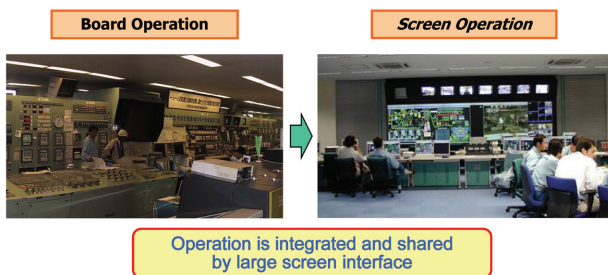 Board Operation
Screen Operation
Operation is integrated and shared
by large screen interface